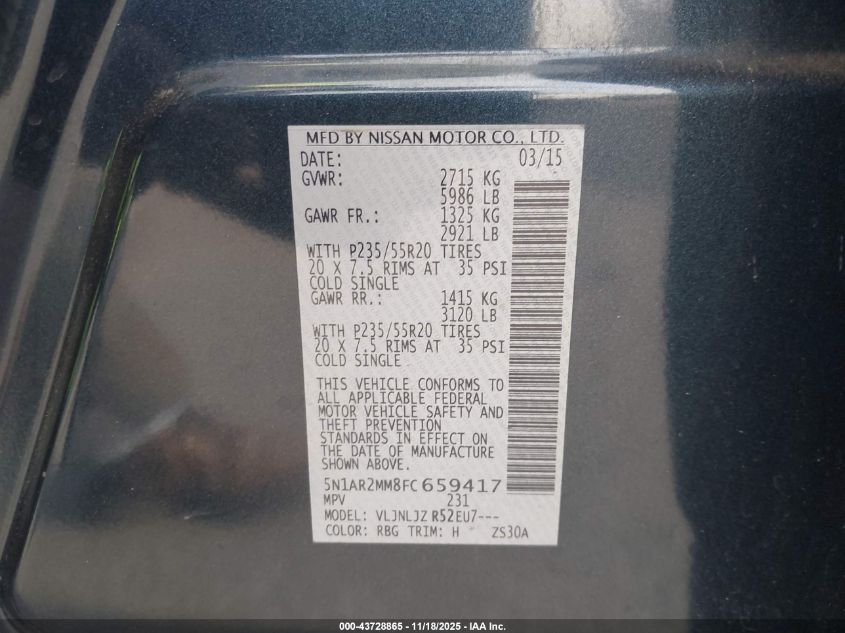 MFD BY NISSAN MOTOR CO., LTD.
DATE: 03/15
GVWR: 2715 KG
5986 LB
GAWR FR.: 1325 KG
2921 LB
WITH P235/55R20 TIRES
20 X 7.5 RIMS AT 35 PSI
COLD SINGLE
GAWR RR.: 1415 KG
3120 LB
WITH P235/55R20 TIRES
20 X 7.5 RIMS AT 35 PSI
COLD SINGLE
THIS VEHICLE CONFORMS TO
ALL APPLICABLE FEDERAL
MOTOR VEHICLE SAFETY AND
THEFT PREVENTION
STANDARDS IN EFFECT ON
THE DATE OF MANUFACTURE
SHOWN ABOVE.
5N1AR2MM8FC659417
MPV 231
MODEL: VLJNLJZ R52EU7---
COLOR: RBG TRIM: H ZS30A
000-43728865 - 11/18/2025 - IAA Inc.